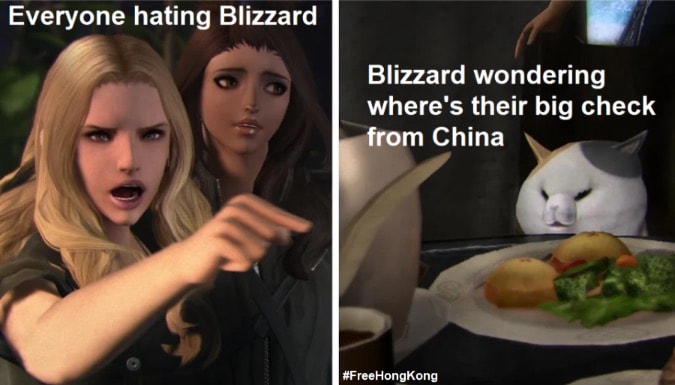 Everyone hating Blizzard
Blizzard wondering
where's their big check
from China
#FreeHongKong